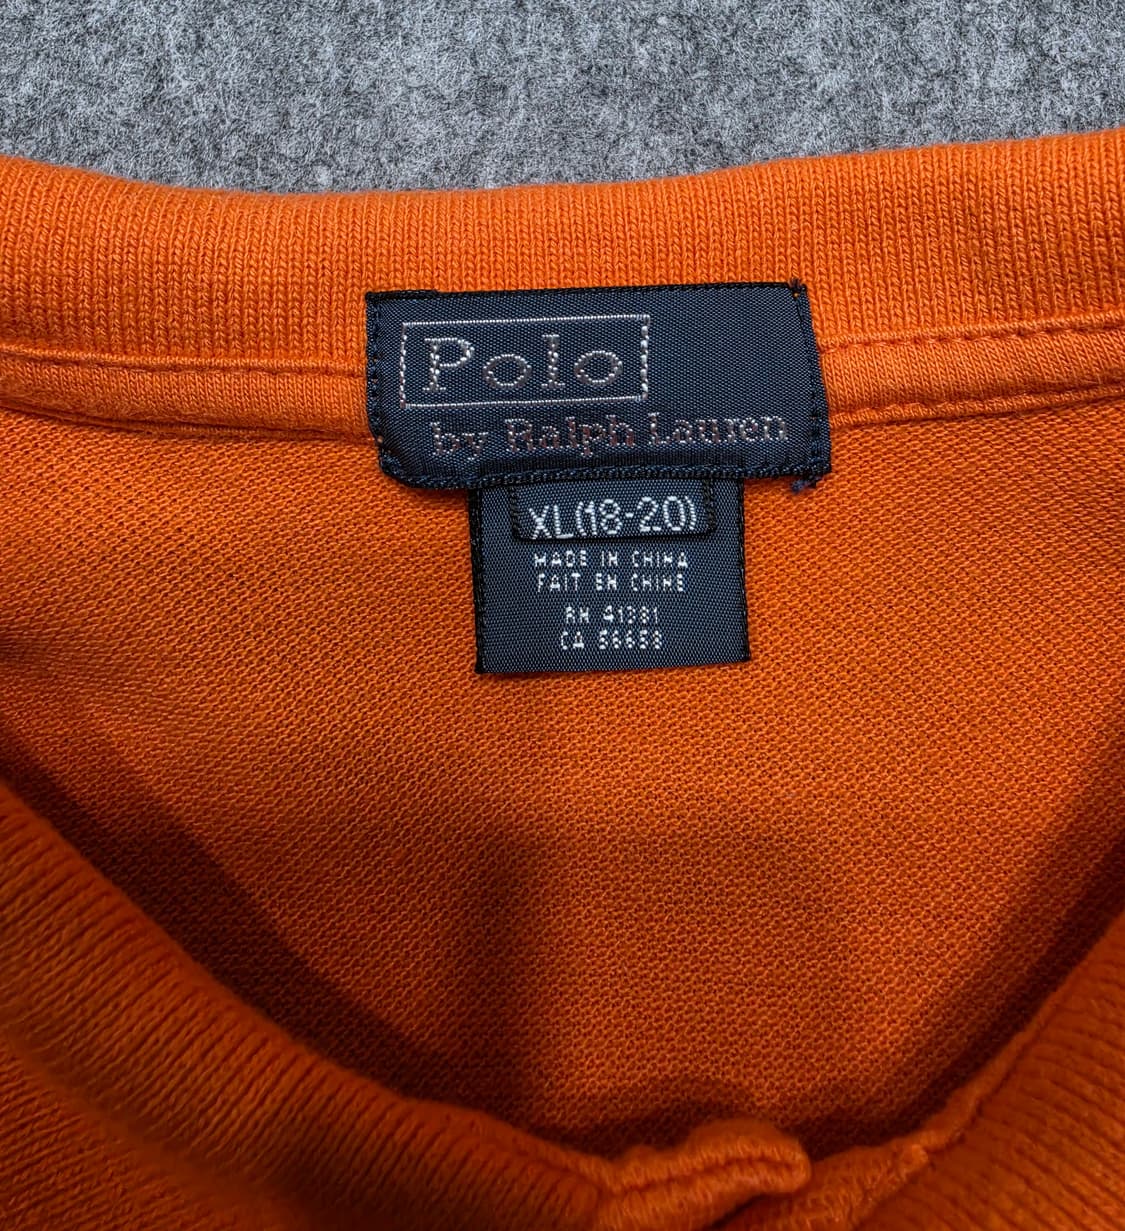 Polo
by Ralph Lauren
XL(18-20)
MADE IN CHINA
FAIT EN CHINE
RN 41381
CA 56658